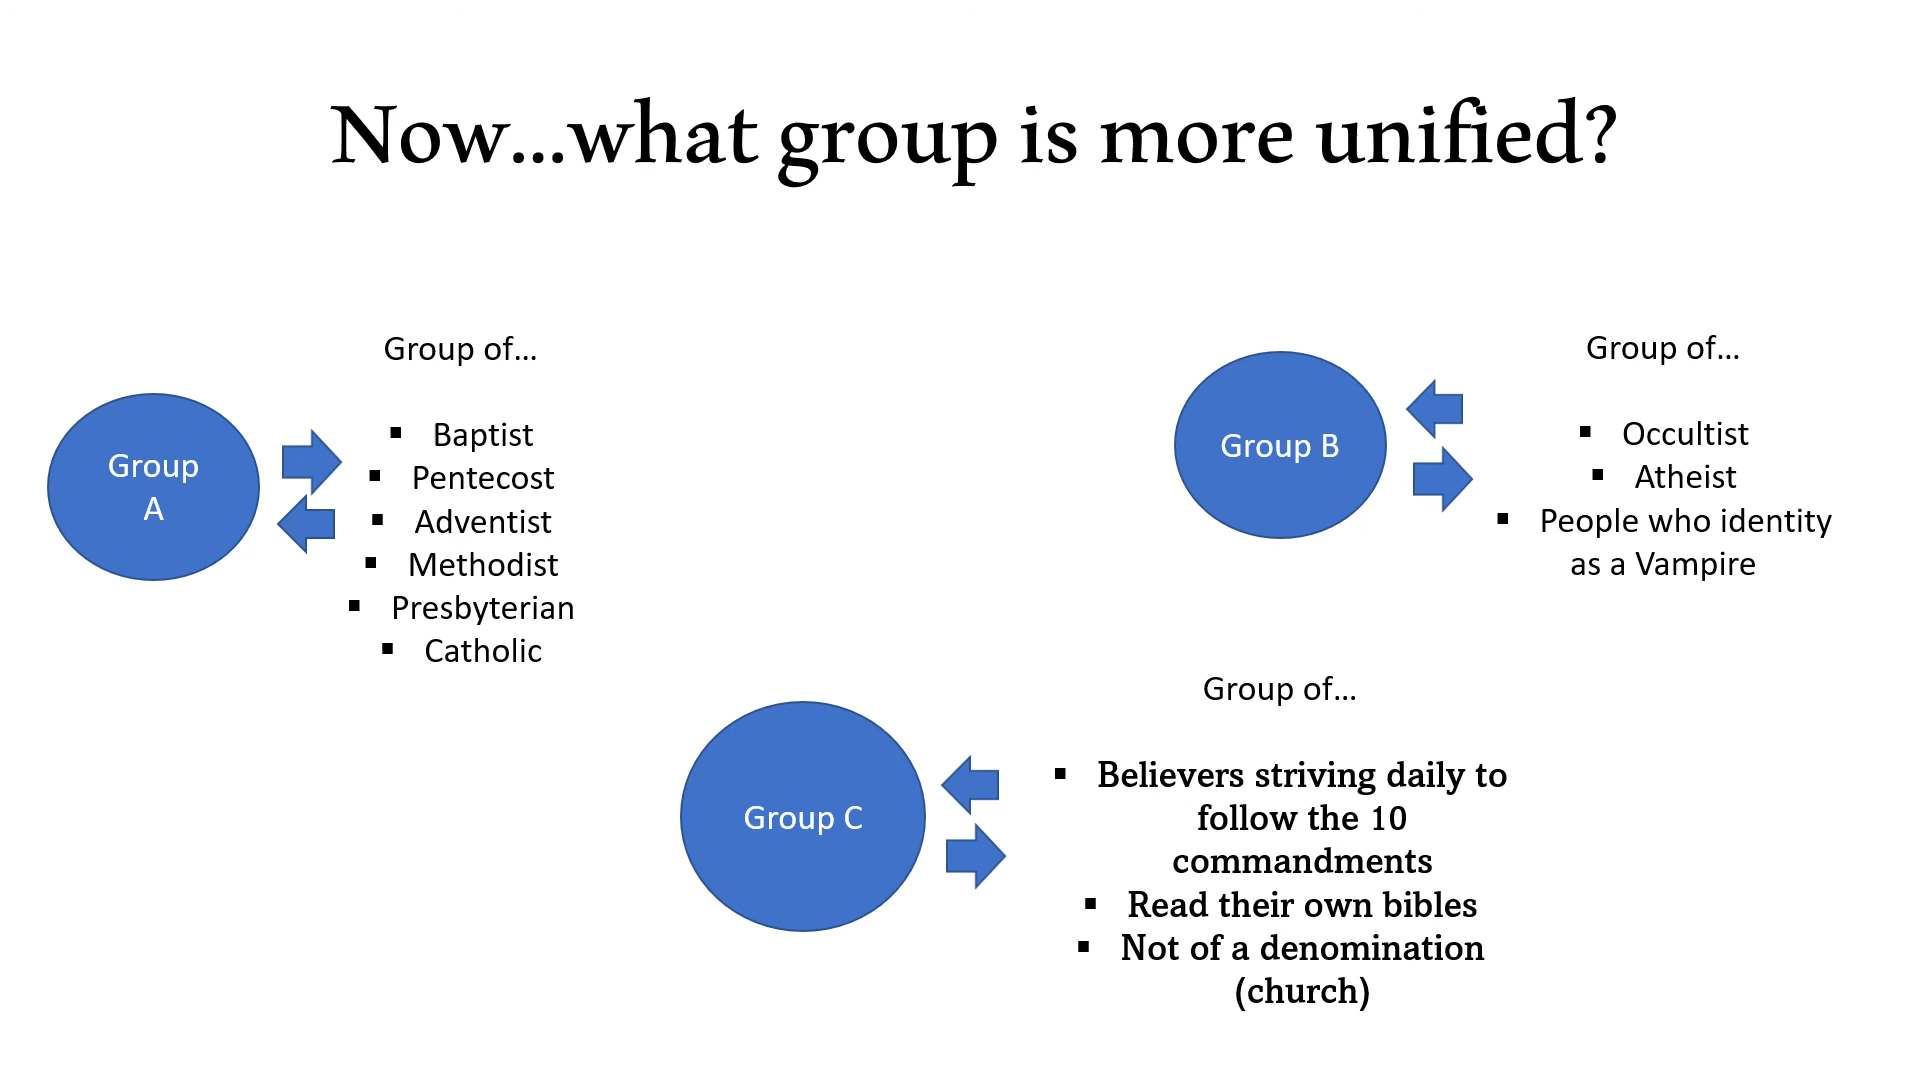 Now...what group is more unified?
Group
A
Group of...
▪ Baptist
▪ Pentecost
▪ Adventist
▪ Methodist
▪ Presbyterian
▪ Catholic
Group B
Group of...
▪ Occultist
▪ Atheist
▪ People who identity
as a Vampire
Group C
Group of...
▪ Believers striving daily to
follow the 10
commandments
▪ Read their own bibles
▪ Not of a denomination
(church)